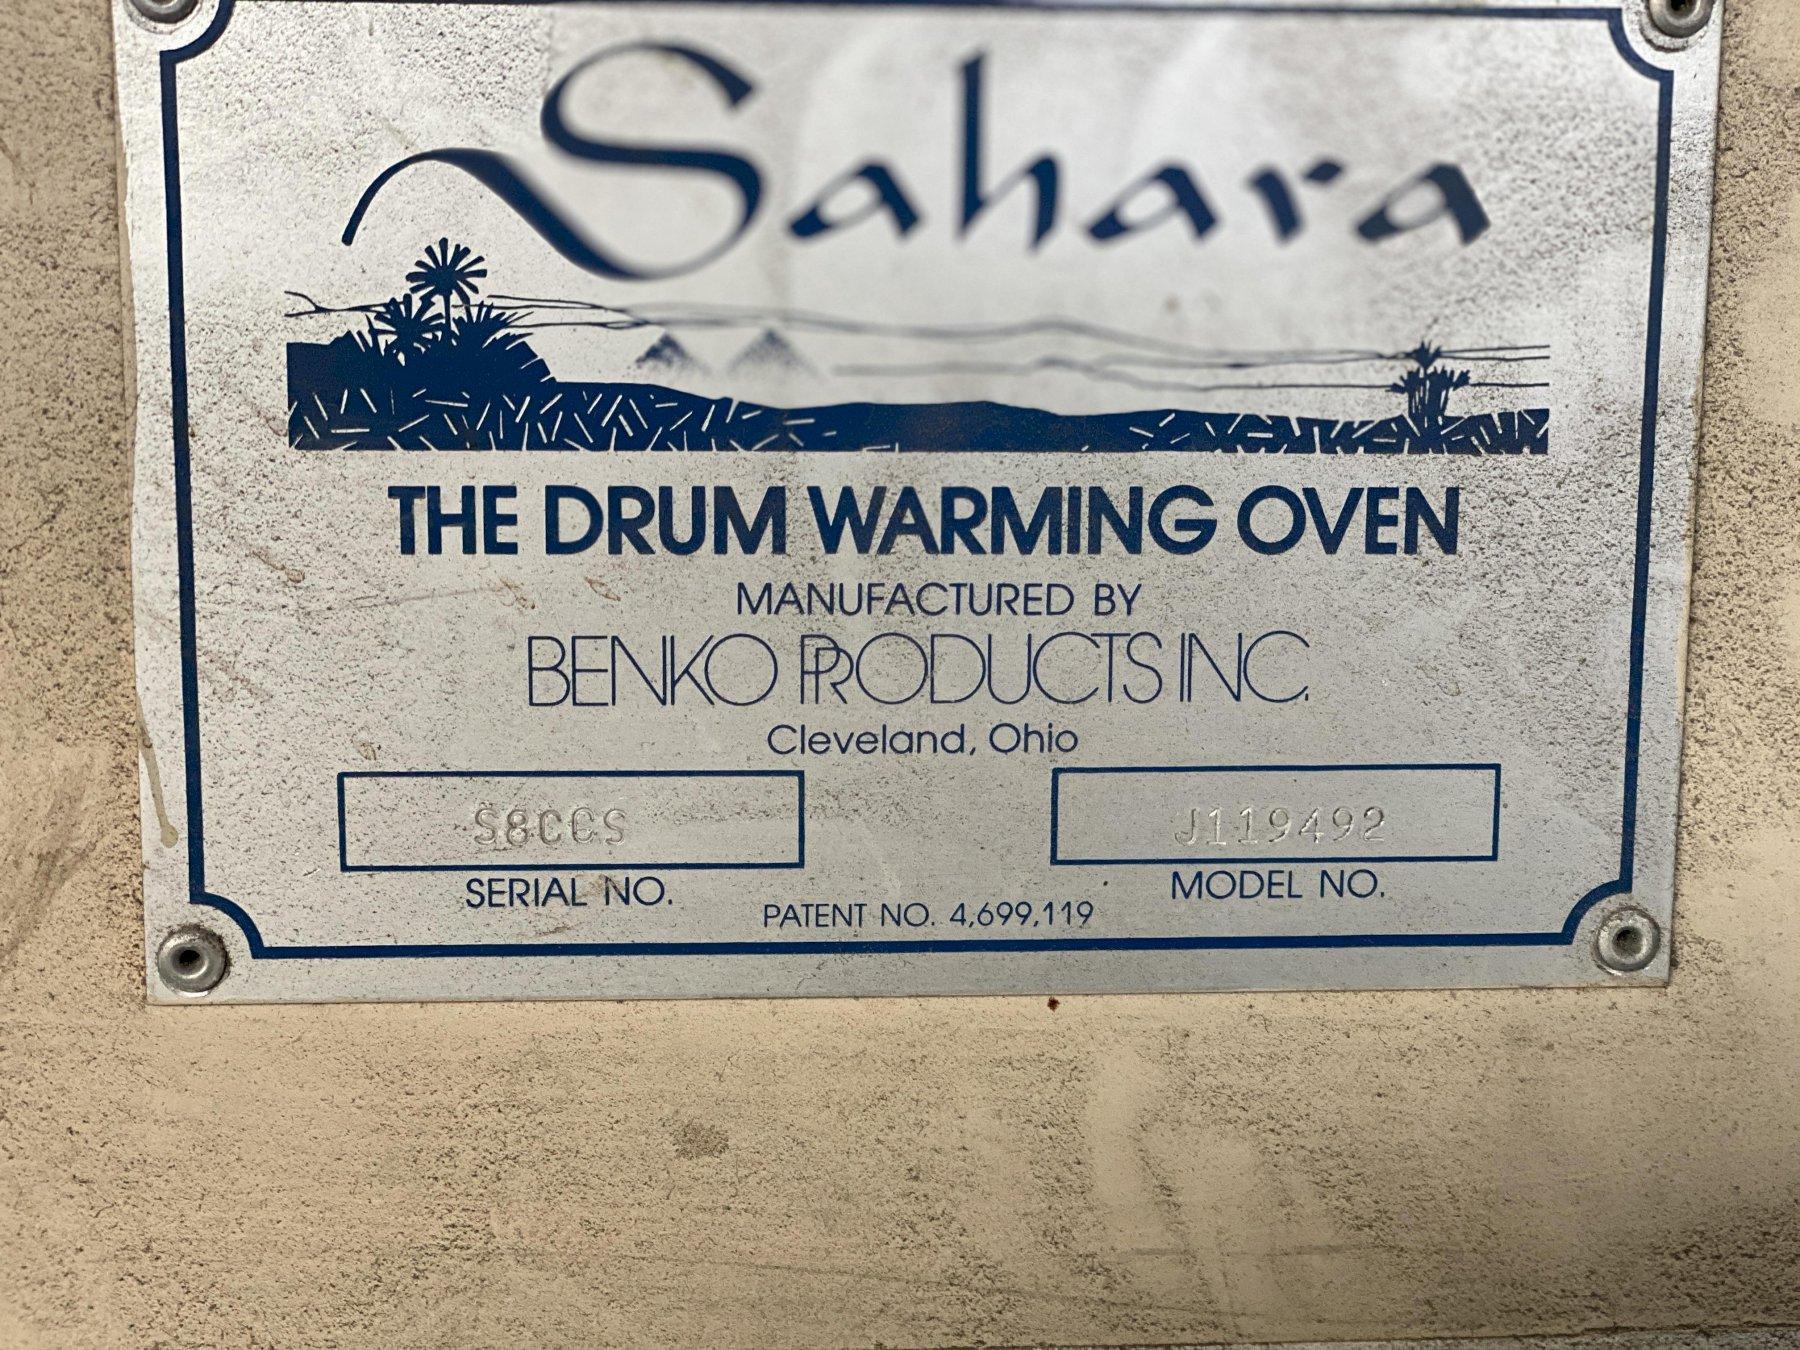 Sahara
THE DRUM WARMING OVEN
MANUFACTURED BY
BENKO PRODUCTS INC.
Cleveland, Ohio
S8CCS J119492
SERIAL NO. MODEL NO.
PATENT NO. 4,699,119